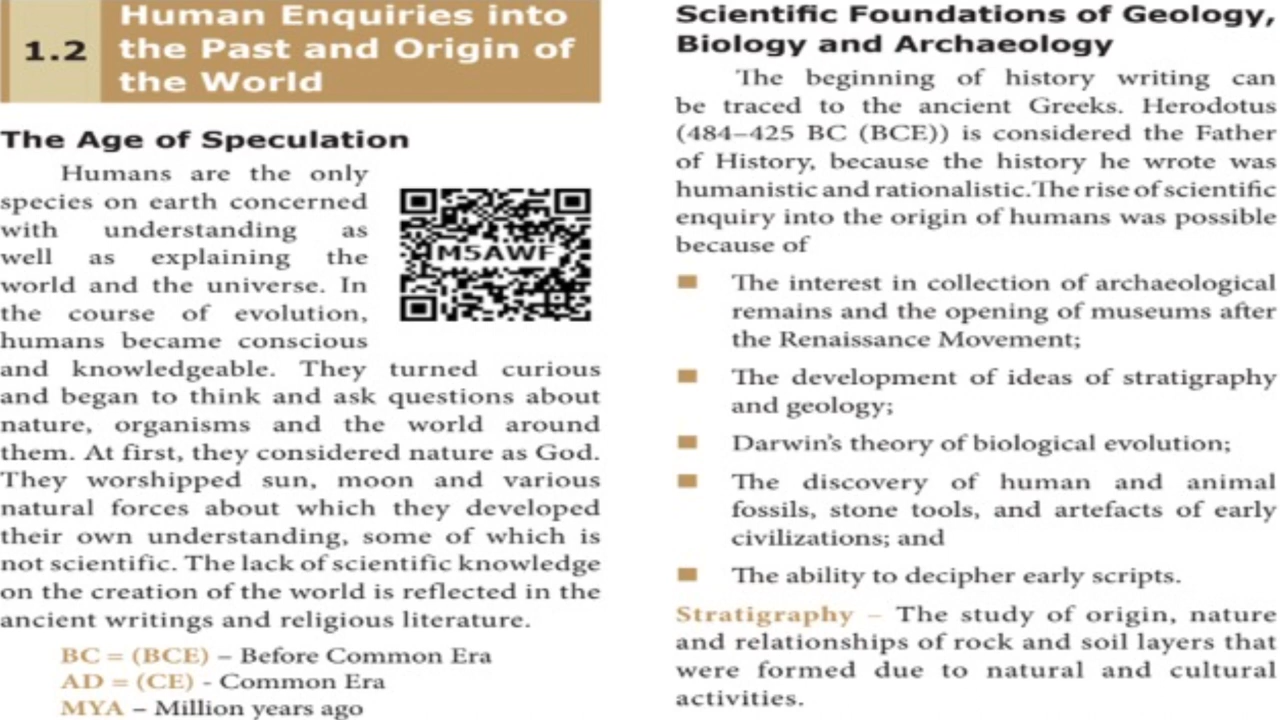 1.2
Human Enquiries into
the Past and Origin of
the World
The Age of Speculation
Humans are the only
species on earth concerned
with understanding as
well as explaining the
world and the universe. In
the course of evolution,
humans became conscious
and knowledgeable. They turned curious
and began to think and ask questions about
nature, organisms and the world around
them. At first, they considered nature as God.
They worshipped sun, moon and various
natural forces about which they developed
their own understanding, some of which is
not scientific. The lack of scientific knowledge
on the creation of the world is reflected in the
ancient writings and religious literature.
M5AWF
BC = (BCE) – Before Common Era
AD = (CE) - Common Era
MYA – Million years ago
Scientific Foundations of Geology,
Biology and Archaeology
The beginning of history writing can
be traced to the ancient Greeks. Herodotus
(484–425 BC (BCE)) is considered the Father
of History, because the history he wrote was
humanistic and rationalistic.The rise of scientific
enquiry into the origin of humans was possible
because of
The interest in collection of archaeological
remains and the opening of museums after
the Renaissance Movement;
The development of ideas of stratigraphy
and geology;
Darwin's theory of biological evolution;
The discovery of human and animal
fossils, stone tools, and artefacts of early
civilizations; and
The ability to decipher early scripts.
Stratigraphy – The study of origin, nature
and relationships of rock and soil layers that
were formed due to natural and cultural
activities.